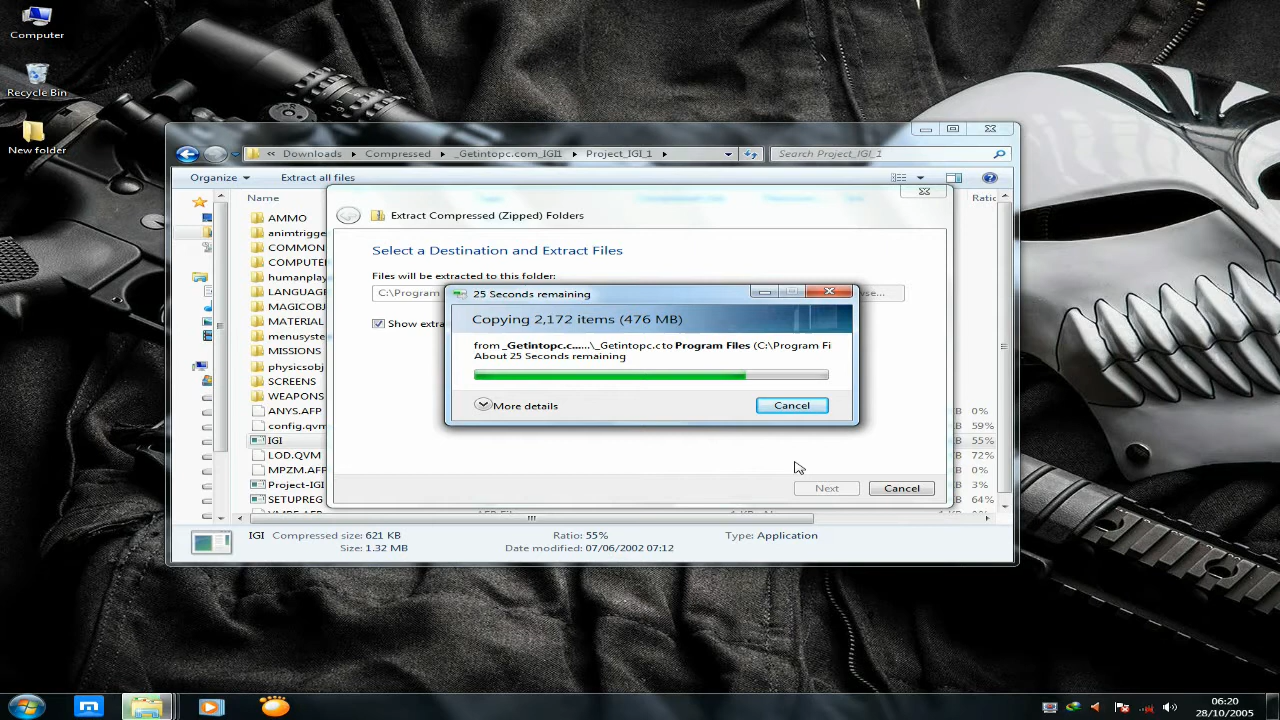 Computer
Recycle Bin
New folder
« Downloads Compressed _Getintopc.com_IGI1 Project_IGI_1
Search Project_IGI_1
Organize Extract all files
Name
Ratio
AMMO
animtrigge
COMMON
COMPUTE
humanplay
LANGUAGE
MAGICOBJ
MATERIAL
menusyste
MISSIONS
physicsobj
SCREENS
WEAPONS
ANYS.AFP
config.qvm
IGI
LOD.QVM
MPZM.AFP
Project-IGI
SETUPREG
B 0%
B 59%
B 55%
B 72%
B 0%
B 3%
B 64%
Extract Compressed (Zipped) Folders
Select a Destination and Extract Files
Files will be extracted to this folder:
C:\Program
wse...
Show extra
25 Seconds remaining
Copying 2,172 items (476 MB)
from _Getintopc.c......\_Getintopc.c to Program Files (C:\Program Fi
About 25 Seconds remaining
More details
Cancel
Next
Cancel
IGI Compressed size: 621 KB
Size: 1.32 MB
Ratio: 55%
Date modified: 07/06/2002 07:12
Type: Application
06:20
28/10/2005